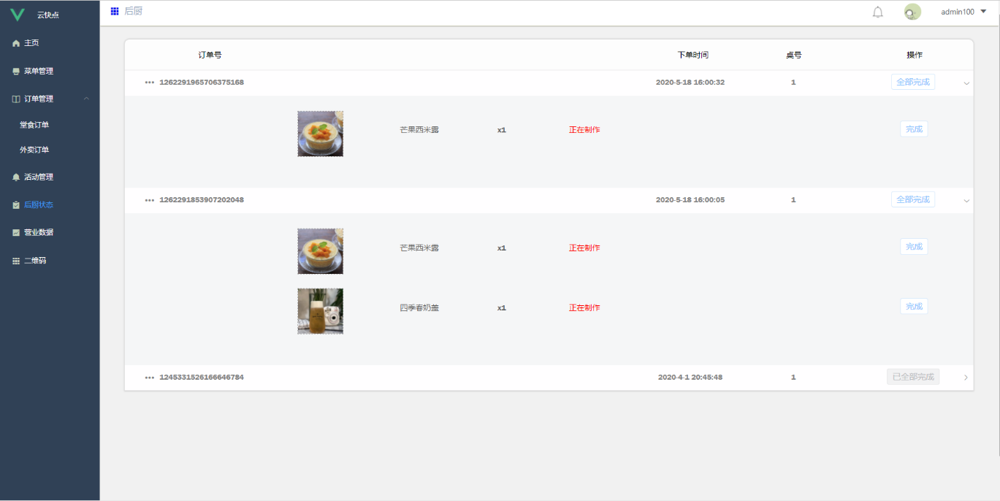 云快点
后厨
admin100
主页
菜单管理
订单管理
堂食订单
外卖订单
活动管理
后厨状态
营业数据
二维码
订单号 下单时间 桌号 操作
••• 1262291965706375168 2020-5-18 16:00:32 1 全部完成
芒果西米露 x1 正在制作 完成
••• 1262291853907202048 2020-5-18 16:00:05 1 全部完成
芒果西米露 x1 正在制作 完成
四季春奶盖 x1 正在制作 完成
••• 1245331526166646784 2020-4-1 20:45:48 1 已全部完成